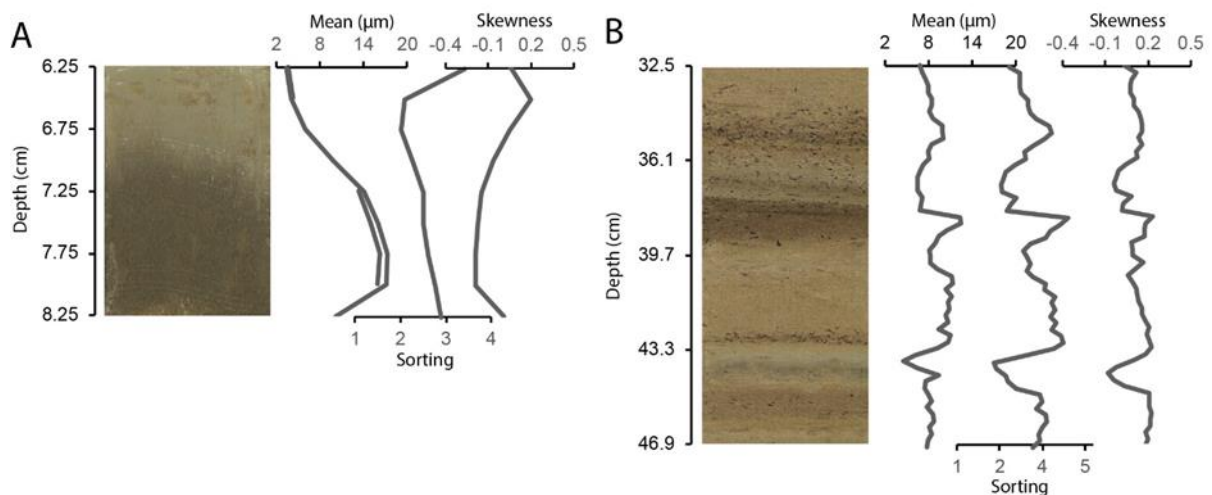 A
Mean (µm)
2 8 14 20
Skewness
-0.4 -0.1 0.2 0.5
Depth (cm)
6.25
6.75
7.25
7.75
8.25
1 2 3 4
Sorting
B
Mean (µm)
2 8 14 20
Skewness
-0.4 -0.1 0.2 0.5
Depth (cm)
32.5
36.1
39.7
43.3
46.9
1 2 4 5
Sorting